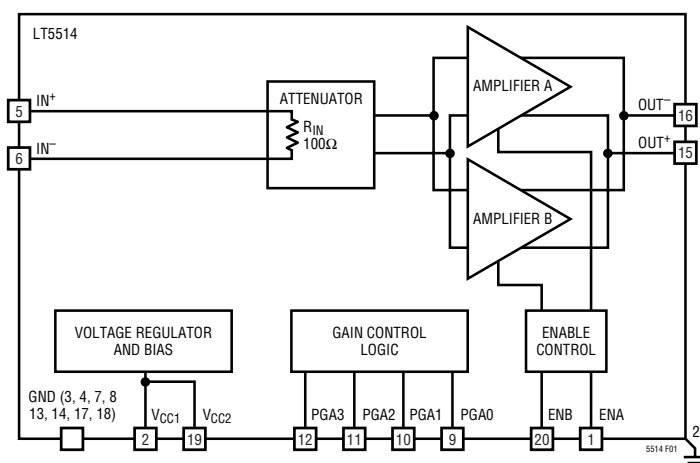 LT5514
IN+
5
IN–
6
ATTENUATOR
RIN
100Ω
AMPLIFIER A
AMPLIFIER B
OUT–
16
OUT+
15
VOLTAGE REGULATOR
AND BIAS
GAIN CONTROL
LOGIC
ENABLE
CONTROL
GND (3, 4, 7, 8
13, 14, 17, 18)
VCC1
VCC2
PGA3
PGA2
PGA1
PGA0
ENB
ENA
2
19
12
11
10
9
20
1
2
5514 F01